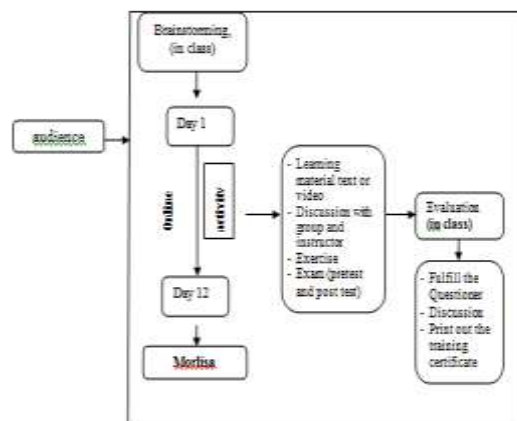 Brainstorming,
(in class)
audience
Day 1
Online
activity
- Learning
material text or
video
- Discussion with
group and
instructor
- Exercise
- Exam (pretest
and post test)
Evaluation
(in class)
Day 12
- Fulfill the
Questioner
- Discussion
- Print out the
training
certificate
Morlisa